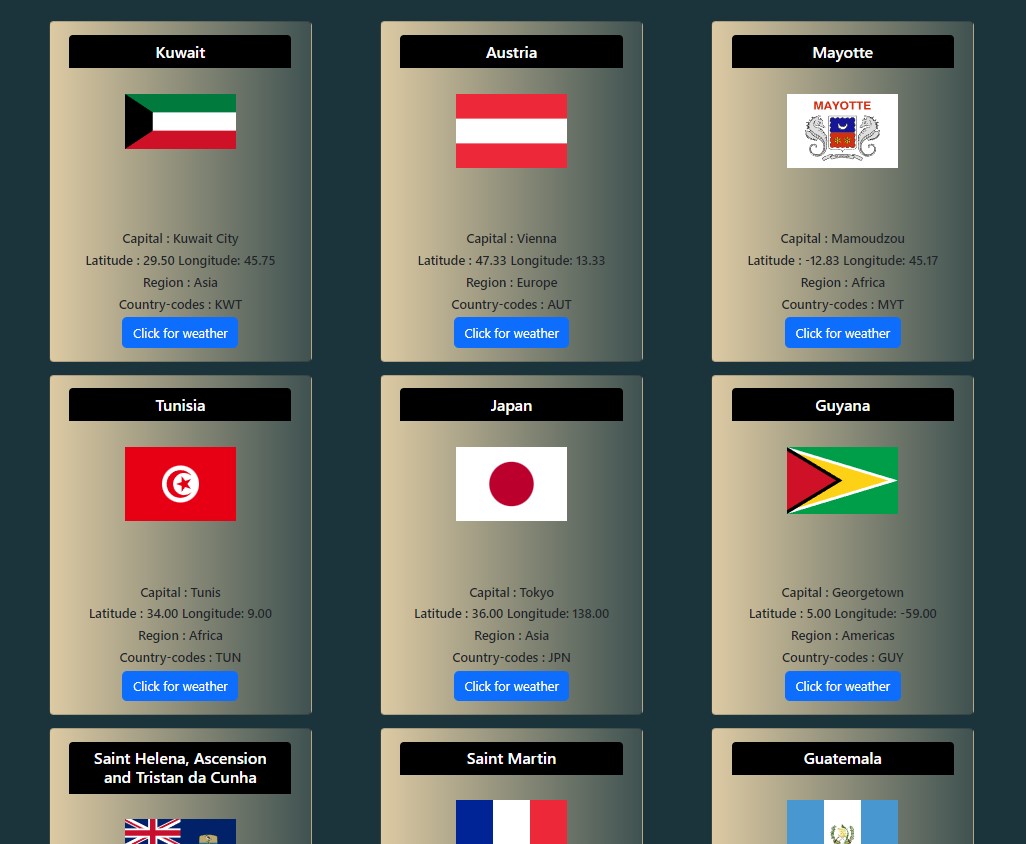 Kuwait
Capital : Kuwait City
Latitude : 29.50 Longitude: 45.75
Region : Asia
Country-codes : KWT
Click for weather
Austria
Capital : Vienna
Latitude : 47.33 Longitude: 13.33
Region : Europe
Country-codes : AUT
Click for weather
Mayotte
MAYOTTE
Capital : Mamoudzou
Latitude : -12.83 Longitude: 45.17
Region : Africa
Country-codes : MYT
Click for weather
Tunisia
Capital : Tunis
Latitude : 34.00 Longitude: 9.00
Region : Africa
Country-codes : TUN
Click for weather
Japan
Capital : Tokyo
Latitude : 36.00 Longitude: 138.00
Region : Asia
Country-codes : JPN
Click for weather
Guyana
Capital : Georgetown
Latitude : 5.00 Longitude: -59.00
Region : Americas
Country-codes : GUY
Click for weather
Saint Helena, Ascension
and Tristan da Cunha
Saint Martin
Guatemala